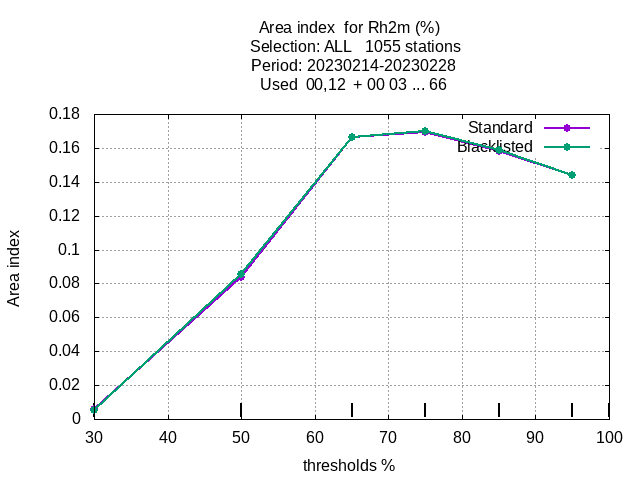 Area index  for Rh2m (%)
Selection: ALL   1055 stations
Period: 20230214-20230228
Used  00,12  + 00 03 ... 66
Standard
Blacklisted
Area index
0.18
0.16
0.14
0.12
0.1
0.08
0.06
0.04
0.02
0
30 40 50 60 70 80 90 100
thresholds %